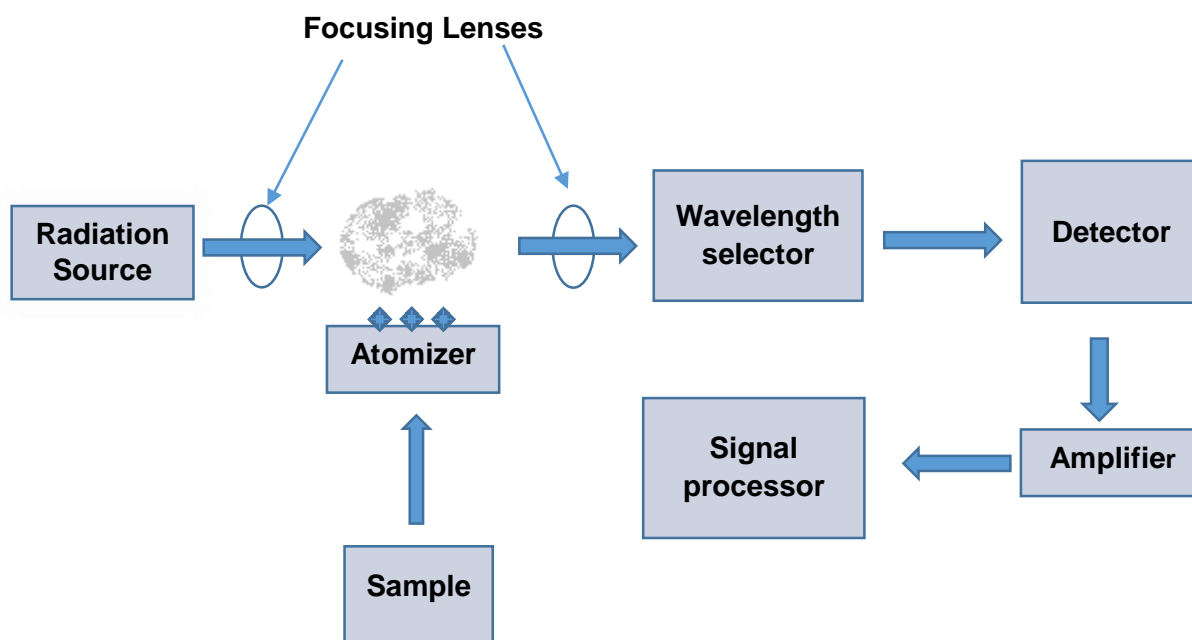 Focusing Lenses
Radiation
Source
Wavelength
selector
Detector
Atomizer
Signal
processor
Amplifier
Sample